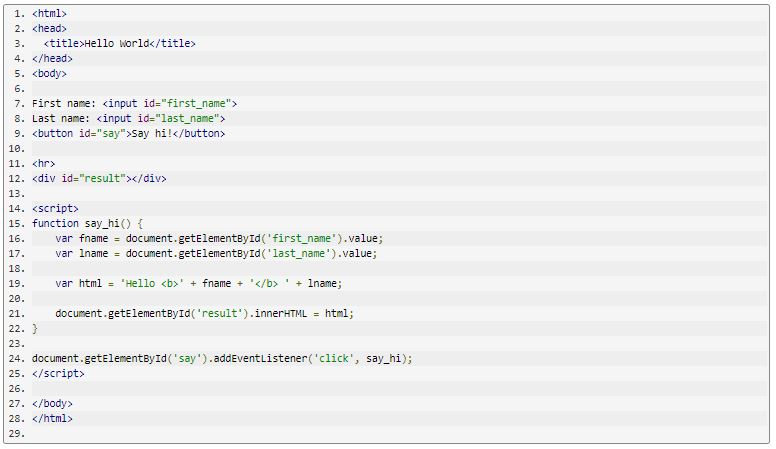 1. <html>
2. <head>
3.   <title>Hello World</title>
4. </head>
5. <body>
6.
7. First name: <input id="first_name">
8. Last name: <input id="last_name">
9. <button id="say">Say hi!</button>
10.
11. <hr>
12. <div id="result"></div>
13.
14. <script>
15. function say_hi() {
16.     var fname = document.getElementById('first_name').value;
17.     var lname = document.getElementById('last_name').value;
18.
19.     var html = 'Hello <b>' + fname + '</b> ' + lname;
20.
21.     document.getElementById('result').innerHTML = html;
22. }
23.
24. document.getElementById('say').addEventListener('click', say_hi);
25. </script>
26.
27. </body>
28. </html>
29.